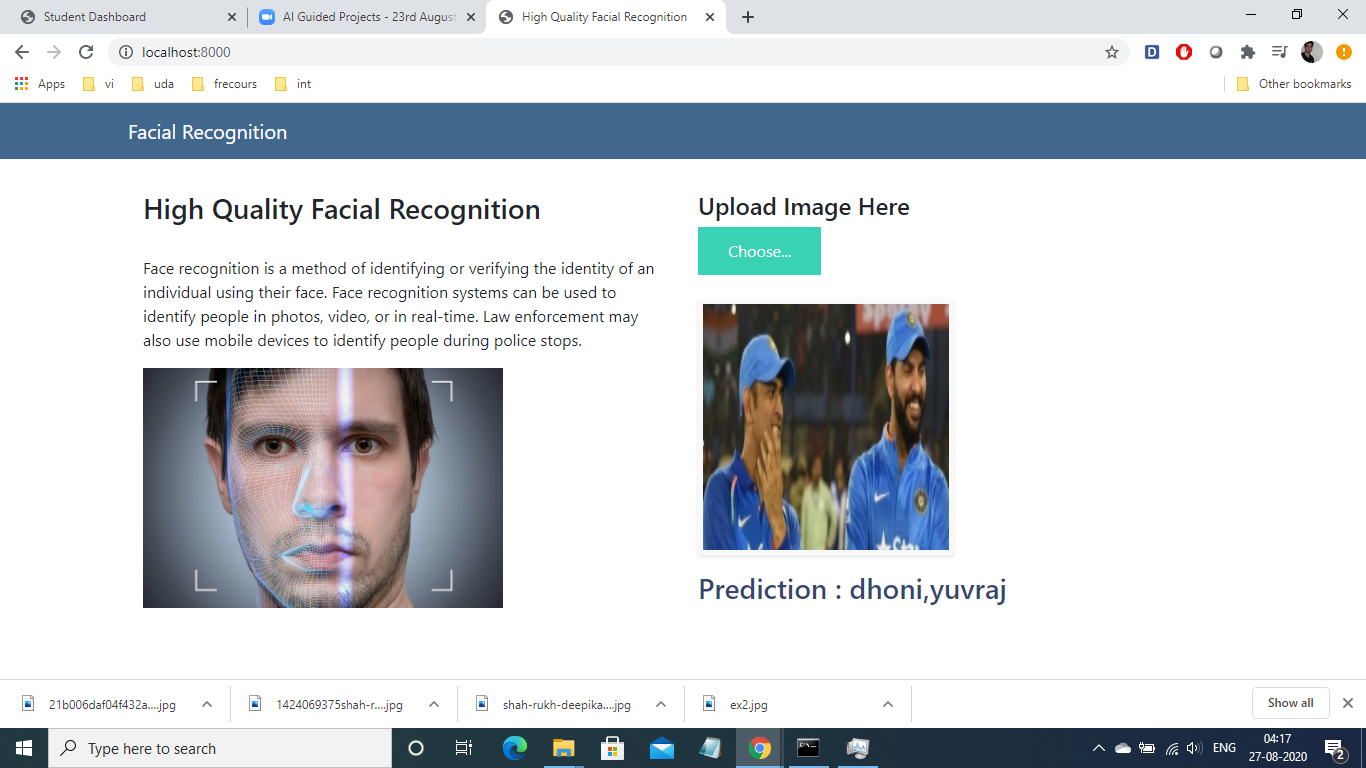 Student Dashboard
AI Guided Projects - 23rd August
High Quality Facial Recognition
localhost:8000
Apps
vi
uda
frecours
int
Other bookmarks
Facial Recognition
High Quality Facial Recognition
Face recognition is a method of identifying or verifying the identity of an
individual using their face. Face recognition systems can be used to
identify people in photos, video, or in real-time. Law enforcement may
also use mobile devices to identify people during police stops.
Upload Image Here
Choose...
Prediction : dhoni,yuvraj
21b006daf04f432a....jpg
1424069375shah-r....jpg
shah-rukh-deepika....jpg
ex2.jpg
Show all
Type here to search
ENG
04:17
27-08-2020
2